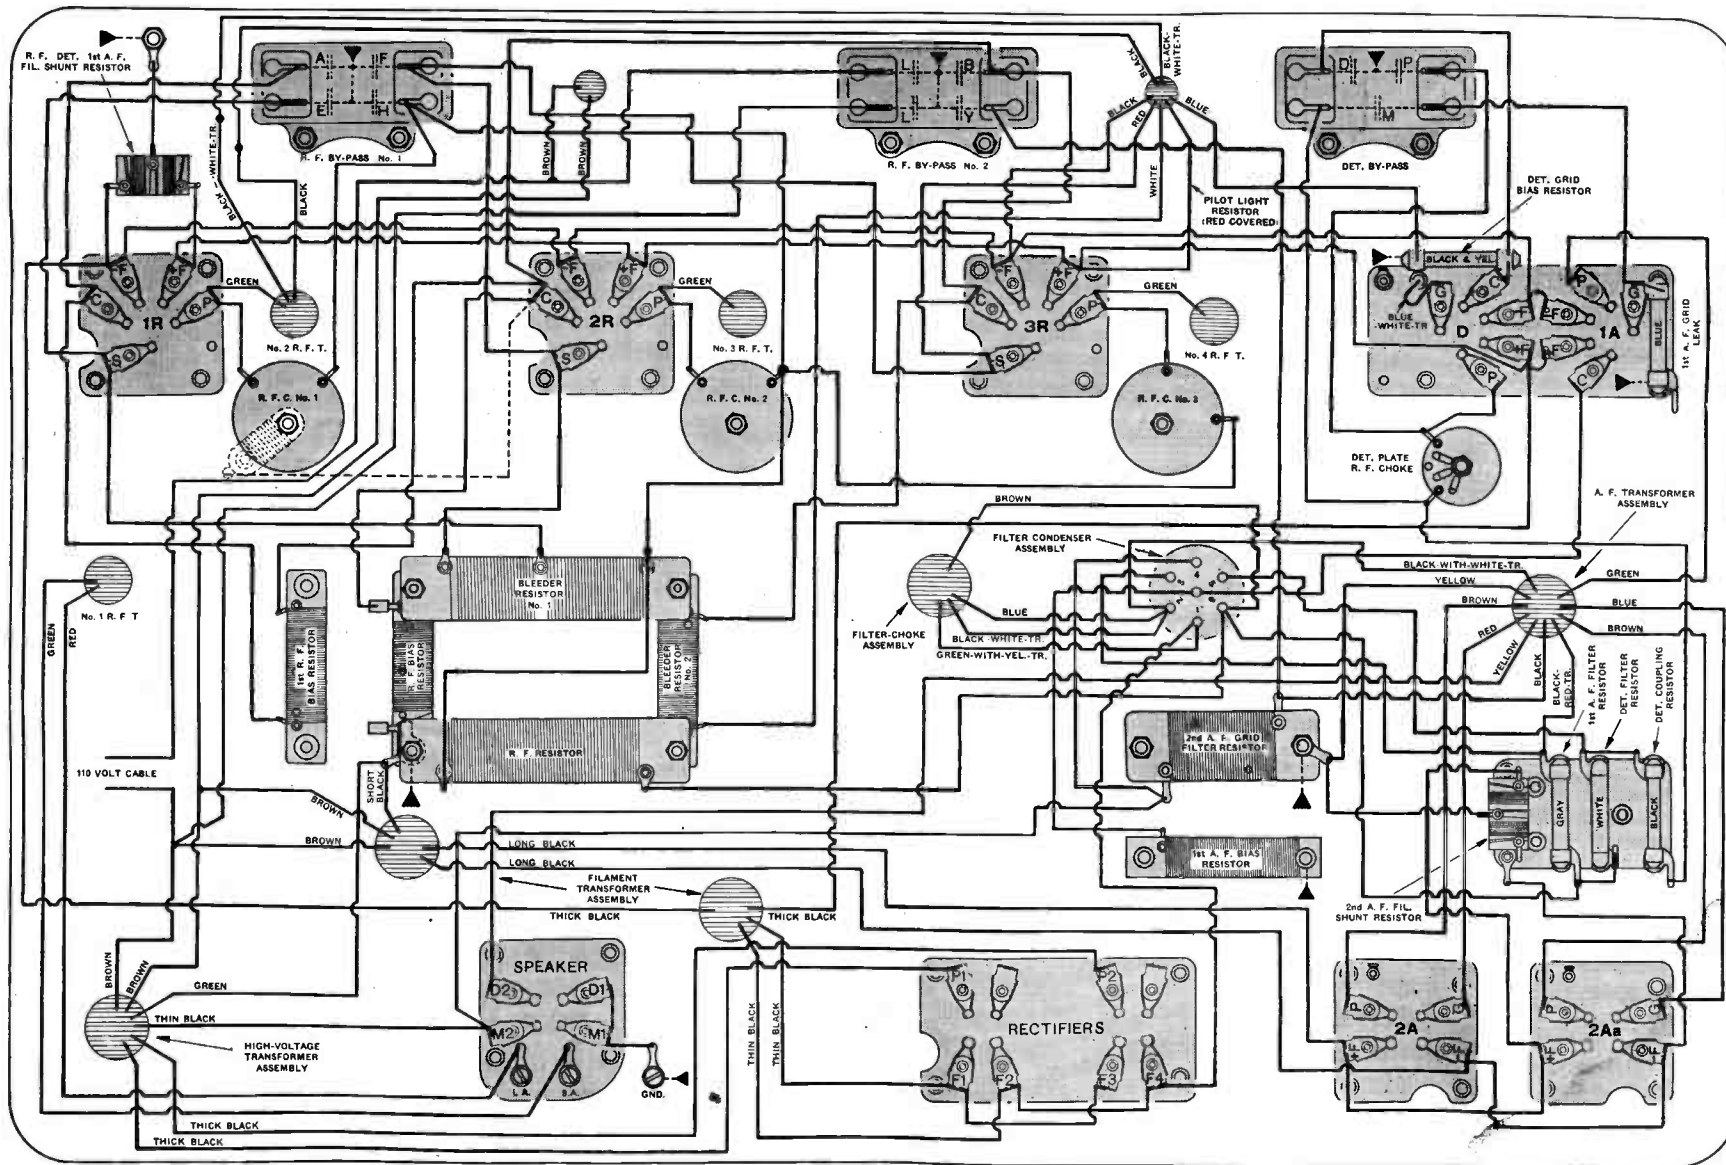 R. F. DET. 1st A. F.
FIL. SHUNT RESISTOR
A F
E H
R. F. BY-PASS No. 1
BROWN
BROWN
BLACK-WHITE-TR.
BLACK
L B
L Y
R. F. BY-PASS No. 2
BLACK
BLACK-WHITE-TR.
BLACK
RED
BLUE
WHITE
PILOT LIGHT
RESISTOR
(RED COVERED)
D P
M
DET. BY-PASS
DET. GRID
BIAS RESISTOR
-F +F
C P
1R
S
GREEN
No. 2 R. F. T.
R. F. C. No. 1
-F +F
C P
2R
S
GREEN
No. 3 R. F. T.
R. F. C. No. 2
-F +F
C P
3R
S
GREEN
No. 4 R. F. T.
R. F. C. No. 3
BLACK & YEL.
BLUE
WHITE-TR
G C P G
D 1A
P C
BLUE
1st A. F. GRID
LEAK
DET. PLATE
R. F. CHOKE
A. F. TRANSFORMER
ASSEMBLY
No. 1 R. F. T
GREEN
RED
1st R. F.
BIAS RESISTOR
BLEEDER
RESISTOR
No. 1
R. F. BIAS
RESISTOR
BLEEDER
RESISTOR
No. 2
R. F. RESISTOR
BROWN
FILTER CONDENSER
ASSEMBLY
FILTER-CHOKE
ASSEMBLY
BLUE
BLACK-WHITE-TR.
GREEN-WITH-YEL.-TR.
BLACK-WITH-WHITE-TR.
YELLOW
BROWN
RED
YELLOW
BLACK
BLACK-
RED-TR.
GREEN
BLUE
BROWN
1st A. F. FILTER
RESISTOR
DET. FILTER
RESISTOR
DET. COUPLING
RESISTOR
2nd A. F. GRID
FILTER RESISTOR
1st A. F. BIAS
RESISTOR
GRAY
WHITE
BLACK
2nd A. F. FIL.
SHUNT RESISTOR
110 VOLT CABLE
SHORT
BLACK
BROWN
BROWN
LONG BLACK
LONG BLACK
FILAMENT
TRANSFORMER
ASSEMBLY
THICK BLACK
THICK BLACK
BROWN
BROWN
GREEN
THIN BLACK
HIGH-VOLTAGE
TRANSFORMER
ASSEMBLY
THICK BLACK
THICK BLACK
SPEAKER
D2 D1
M2 M1
L.A. S.A.
GND.
THIN BLACK
THIN BLACK
P1 P2
RECTIFIERS
F1 F2 F3 F4
P G
2A
+F -F
P G
2Aa
+F -F